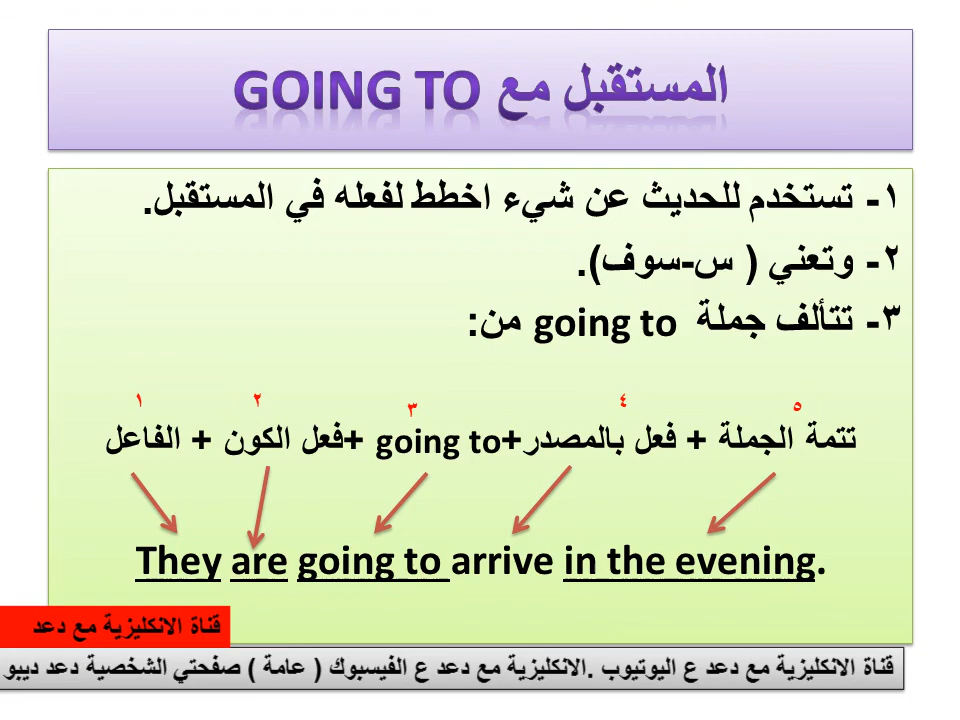 المستقبل مع GOING TO
١- تستخدم للحديث عن شيء اخطط لفعله في المستقبل.
٢- وتعني ( س-سوف).
٣- تتألف جملة going to من:
١ ٢ ٣ ٤ ٥
الفاعل + فعل الكون+ going to+فعل بالمصدر + تتمة الجملة
They are going to arrive in the evening.
قناة الانكليزية مع دعد
قناة الانكليزية مع دعد ع اليوتيوب .الانكليزية مع دعد ع الفيسبوك ( عامة ) صفحتي الشخصية دعد ديبو